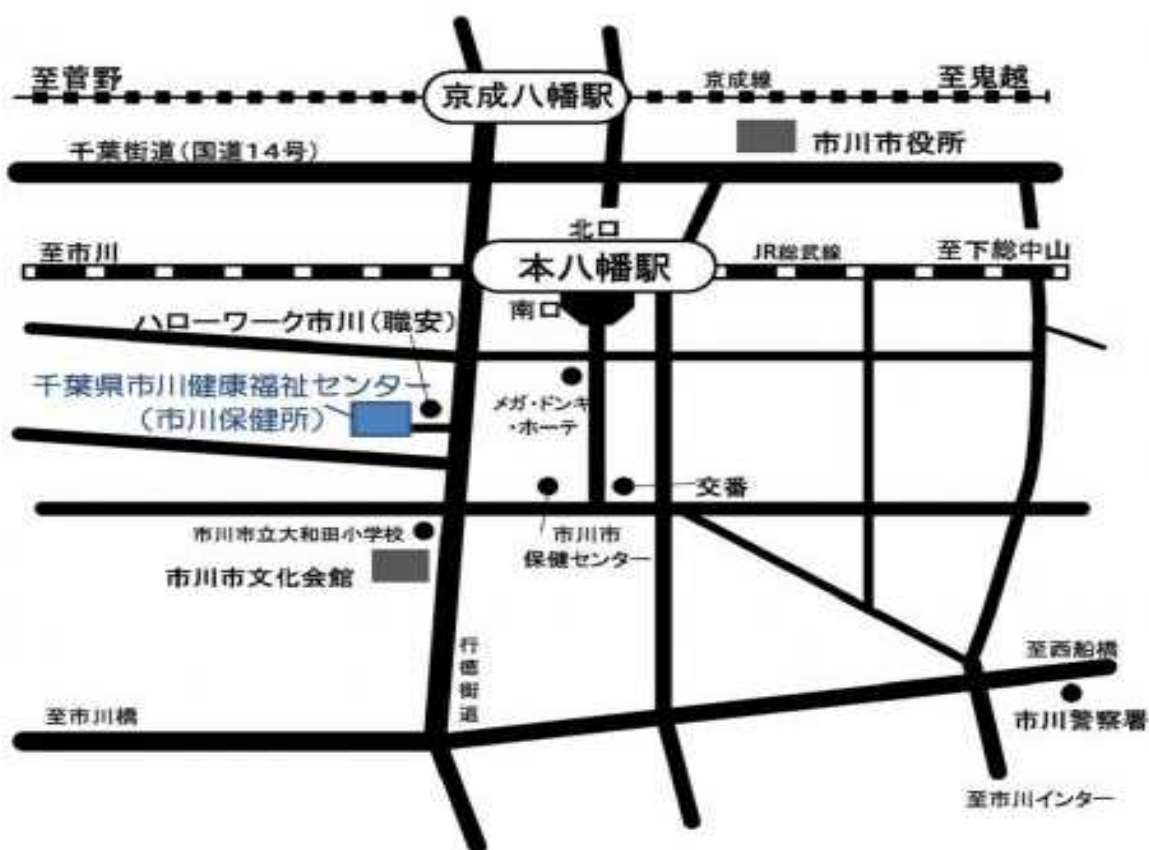 至菅野
京成八幡駅
京成線
至鬼越
千葉街道(国道14号)
市川市役所
北口
至市川
本八幡駅
JR総武線
至下総中山
南口
ハローワーク市川(職安)
千葉県市川健康福祉センター
(市川保健所)
メガ・ドンキ
・ホーテ
交番
市川市立大和田小学校
市川市
保健センター
市川市文化会館
行徳街道
至西船橋
至市川橋
市川警察署
至市川インター